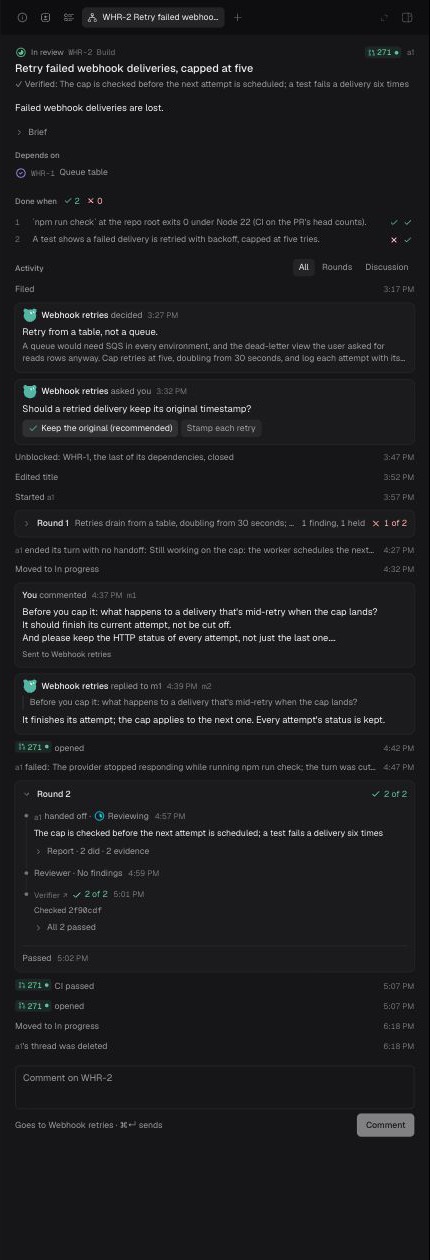 WHR-2 Retry failed webhoo...
In review WHR-2 Build
271 a1
Retry failed webhook deliveries, capped at five
✓ Verified: The cap is checked before the next attempt is scheduled; a test fails a delivery six times
Failed webhook deliveries are lost.
Brief
Depends on
WHR-1 Queue table
Done when ✓ 2 ✕ 0
1 `npm run check` at the repo root exits 0 under Node 22 (CI on the PR's head counts). ✓ ✓
2 A test shows a failed delivery is retried with backoff, capped at five tries. ✕ ✓
Activity
All Rounds Discussion
Filed 3:17 PM
Webhook retries decided 3:27 PM
Retry from a table, not a queue.
A queue would need SQS in every environment, and the dead-letter view the user asked for
reads rows anyway. Cap retries at five, doubling from 30 seconds, and log each attempt with its...
Webhook retries asked you 3:32 PM
Should a retried delivery keep its original timestamp?
✓ Keep the original (recommended) Stamp each retry
Unblocked: WHR-1, the last of its dependencies, closed 3:47 PM
Edited title 3:52 PM
Started a1 3:57 PM
Round 1 Retries drain from a table, doubling from 30 seconds; ... 1 finding, 1 held ✕ 1 of 2
a1 ended its turn with no handoff: Still working on the cap: the worker schedules the next... 4:27 PM
Moved to In progress 4:32 PM
You commented 4:37 PM m1
Before you cap it: what happens to a delivery that's mid-retry when the cap lands?
It should finish its current attempt, not be cut off.
And please keep the HTTP status of every attempt, not just the last one....
Sent to Webhook retries
Webhook retries replied to m1 4:39 PM m2
Before you cap it: what happens to a delivery that's mid-retry when the cap lands?
It finishes its attempt; the cap applies to the next one. Every attempt's status is kept.
271 opened 4:42 PM
a1 failed: The provider stopped responding while running npm run check; the turn was cut... 4:47 PM
Round 2 ✓ 2 of 2
a1 handed off · Reviewing 4:57 PM
The cap is checked before the next attempt is scheduled; a test fails a delivery six times
Report · 2 did · 2 evidence
Reviewer · No findings 4:59 PM
Verifier ↗ ✓ 2 of 2 5:01 PM
Checked 2f90cdf
All 2 passed
Passed 5:02 PM
271 CI passed 5:07 PM
271 opened 5:07 PM
Moved to In progress 6:18 PM
a1's thread was deleted 6:18 PM
Comment on WHR-2
Goes to Webhook retries · ⌘↵ sends
Comment